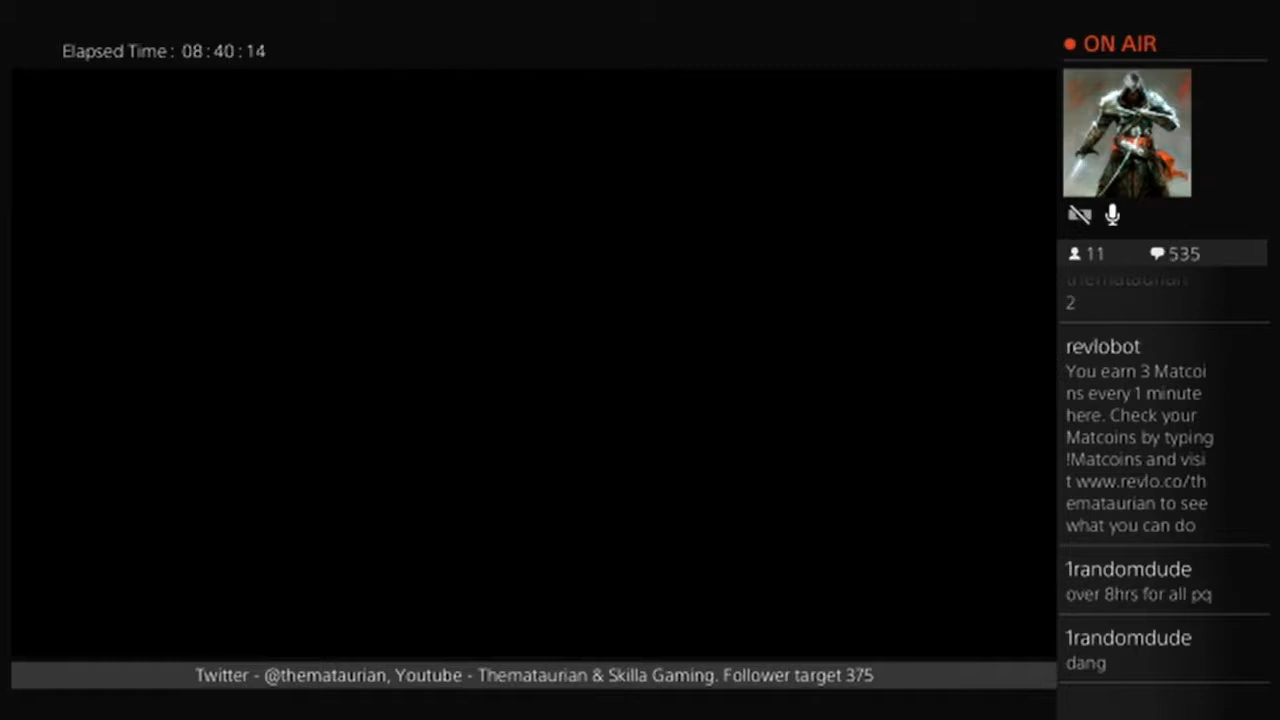 Elapsed Time: 08:40:14
ON AIR
11 535
thematauriun
2
revlobot
You earn 3 Matcoi
ns every 1 minute
here. Check your
Matcoins by typing
!Matcoins and visi
t www.revlo.co/th
emataurian to see
what you can do
1randomdude
over 8hrs for all pq
1randomdude
dang
Twitter - @themataurian, Youtube - Themataurian & Skilla Gaming. Follower target 375